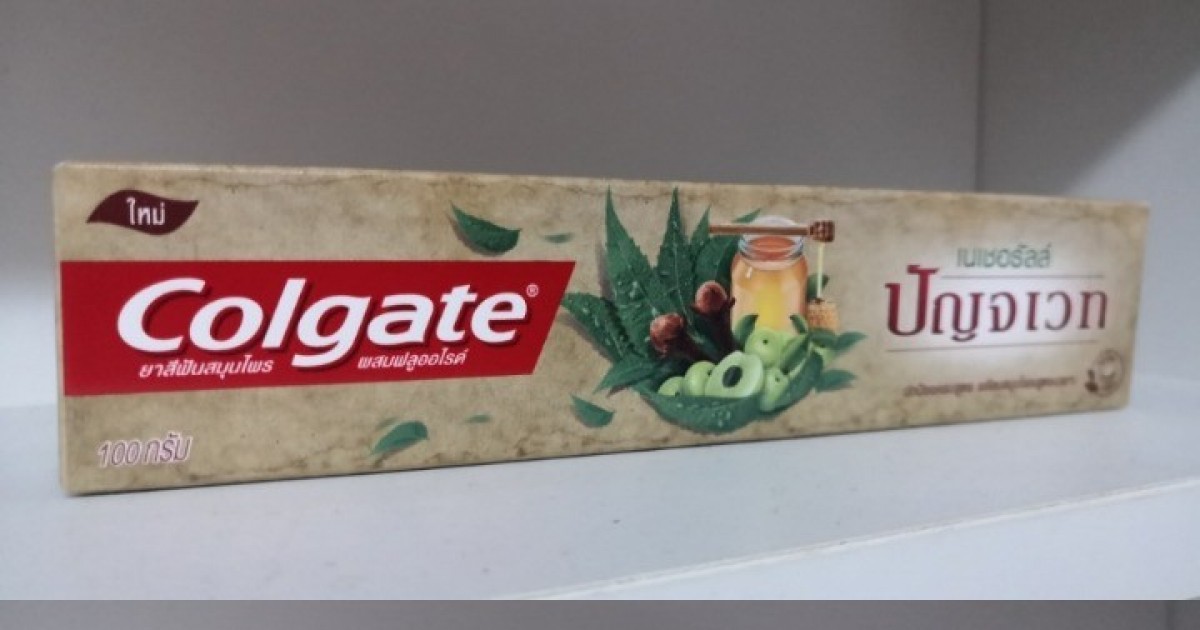 ใหม่
Colgate®
ยาสีฟันสมุนไพร ผสมฟลูออไรด์
100 กรัม
เนเชอรัลส์
ปัญจเวท